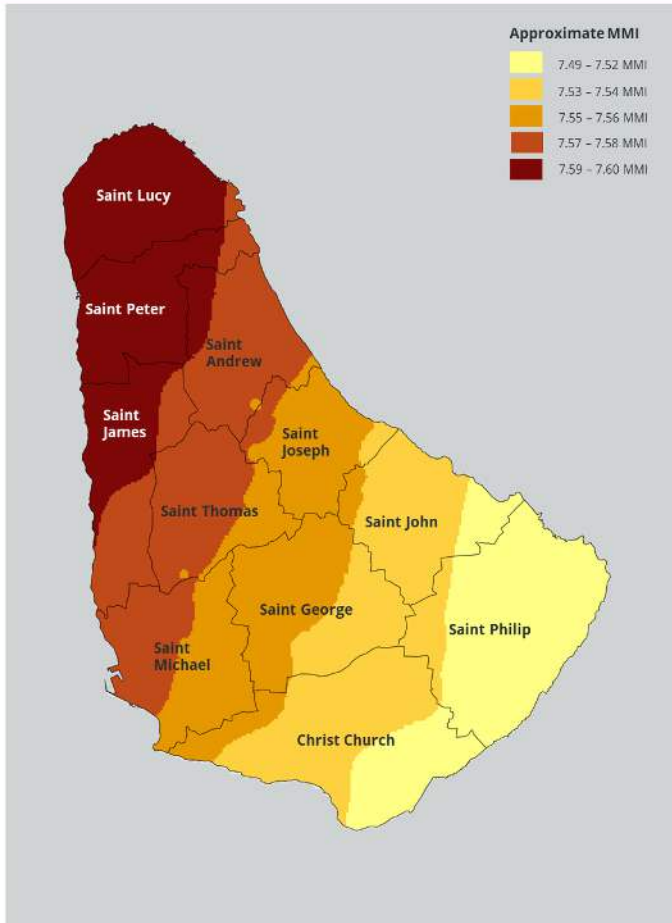 Approximate MMI
7.49 – 7.52 MMI
7.53 – 7.54 MMI
7.55 – 7.56 MMI
7.57 – 7.58 MMI
7.59 – 7.60 MMI
Saint Lucy
Saint Peter
Saint
Andrew
Saint
James
Saint
Joseph
Saint Thomas
Saint John
Saint George
Saint Philip
Saint
Michael
Christ Church